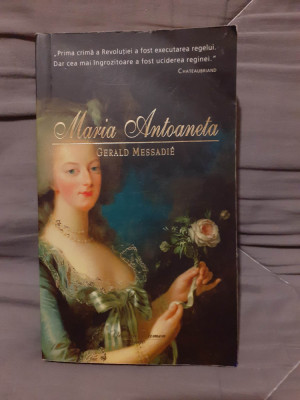 „Prima crimă a Revoluției a fost executarea regelui.
Dar cea mai îngrozitoare a fost uciderea reginei.”
CHATEAUBRIAND
Maria Antoaneta
GERALD MESSADIÉ